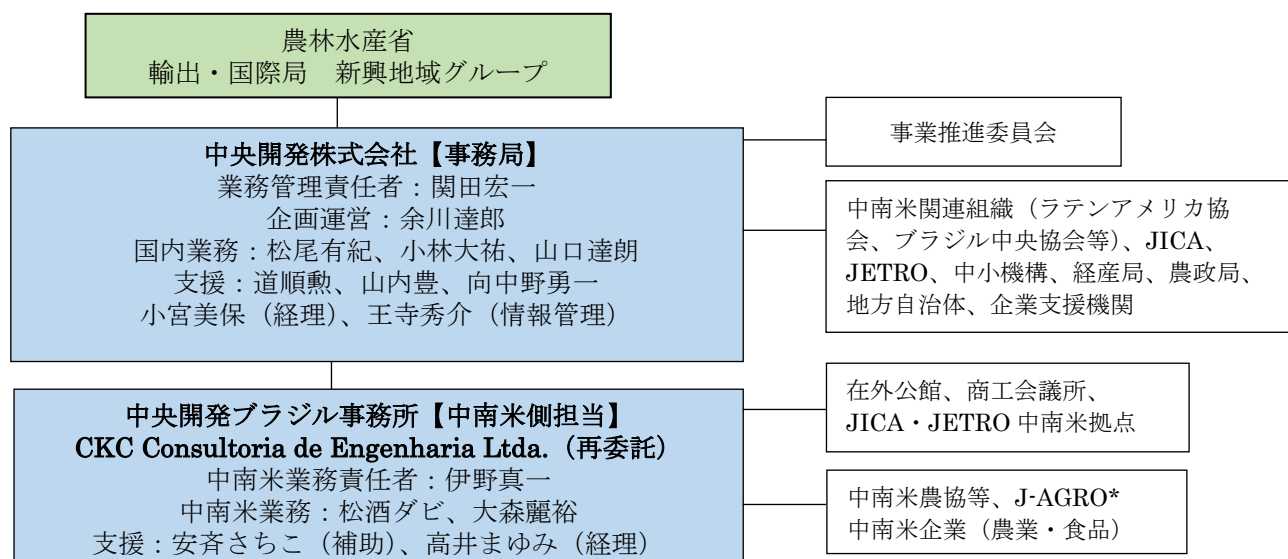 農林水産省
輸出・国際局　新興地域グループ
中央開発株式会社【事務局】
業務管理責任者：関田宏一
企画運営：余川達郎
国内業務：松尾有紀、小林大祐、山口達朗
支援：道順勲、山内豊、向中野勇一
小宮美保（経理）、王寺秀介（情報管理）
事業推進委員会
中南米関連組織（ラテンアメリカ協
会、ブラジル中央協会等）、JICA、
JETRO、中小機構、経産局、農政局、
地方自治体、企業支援機関
中央開発ブラジル事務所【中南米側担当】
CKC Consultoria de Engenharia Ltda.（再委託）
中南米業務責任者：伊野真一
中南米業務：松酒ダビ、大森麗裕
支援：安斉さちこ（補助）、高井まゆみ（経理）
在外公館、商工会議所、
JICA・JETRO 中南米拠点
中南米農協等、J-AGRO*
中南米企業（農業・食品）